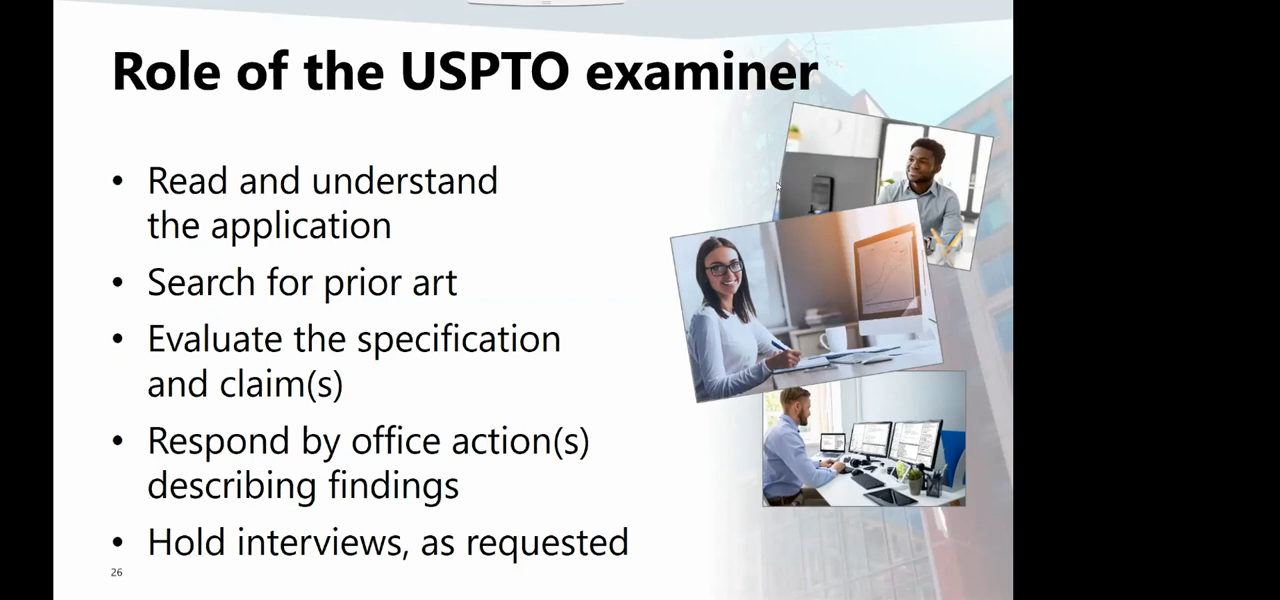 Role of the USPTO examiner
• Read and understand
the application
• Search for prior art
• Evaluate the specification
and claim(s)
• Respond by office action(s)
describing findings
• Hold interviews, as requested
26